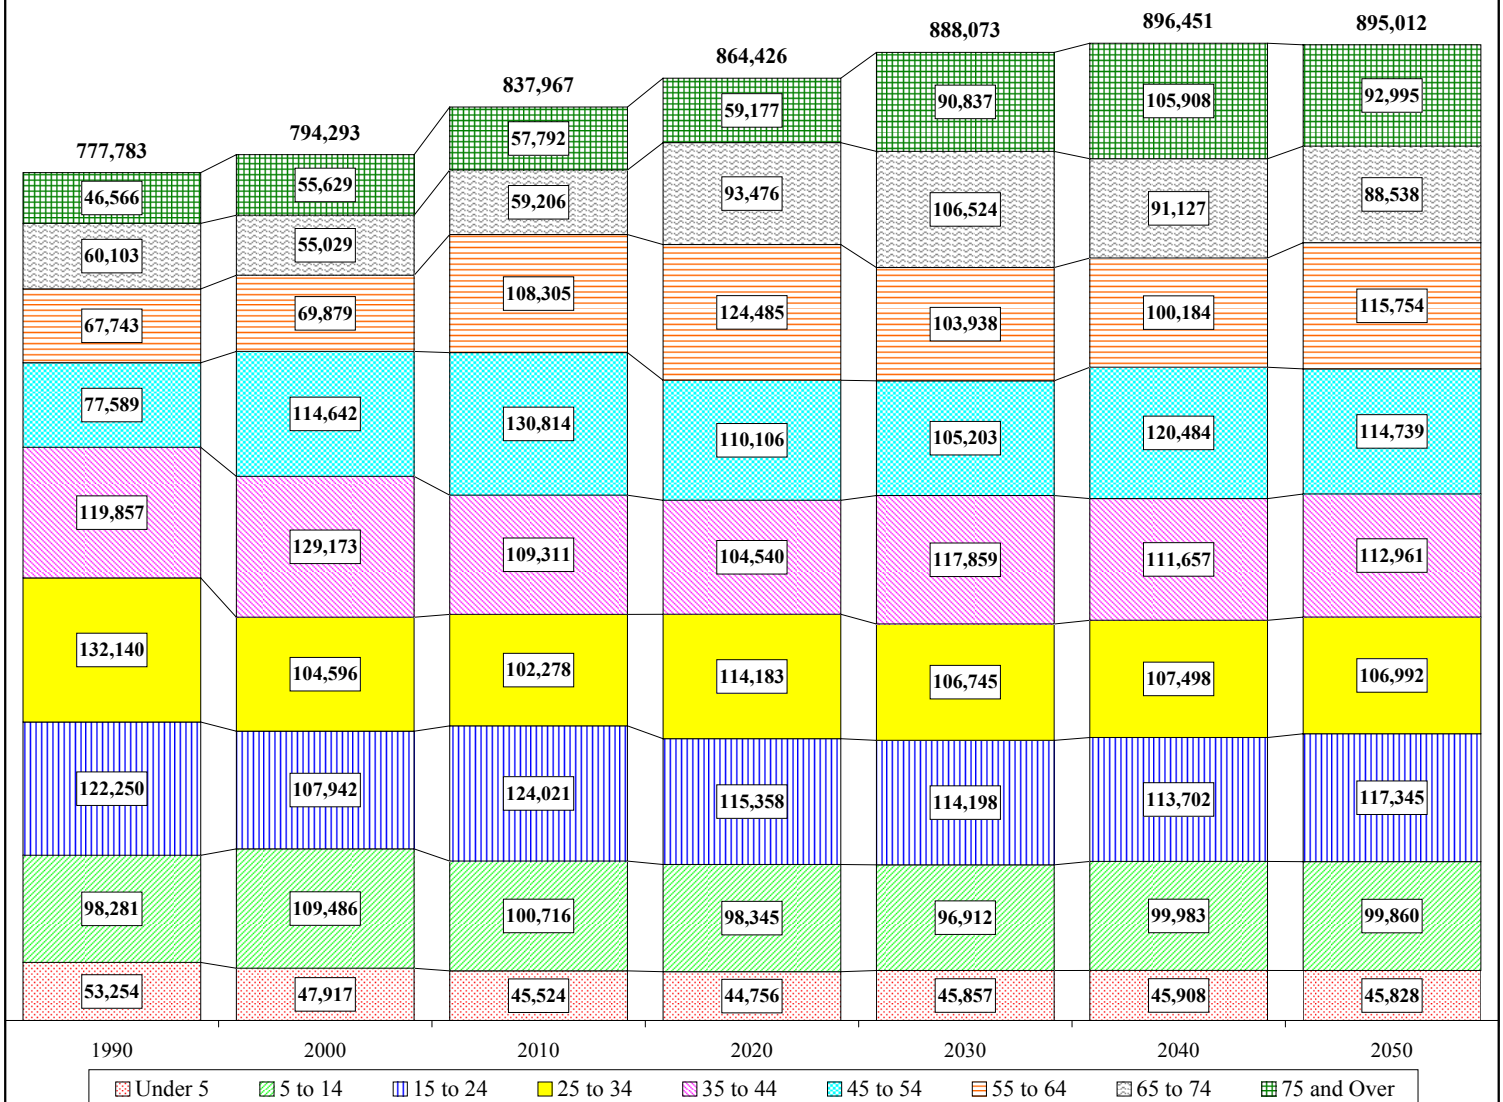 896,451
895,012
888,073
864,426
837,967
794,293
777,783
46,566 55,629 57,792 59,177 90,837 105,908 92,995
60,103 55,029 59,206 93,476 106,524 91,127 88,538
67,743 69,879 108,305 124,485 103,938 100,184 115,754
77,589 114,642 130,814 110,106 105,203 120,484 114,739
119,857 129,173 109,311 104,540 117,859 111,657 112,961
132,140 104,596 102,278 114,183 106,745 107,498 106,992
122,250 107,942 124,021 115,358 114,198 113,702 117,345
98,281 109,486 100,716 98,345 96,912 99,983 99,860
53,254 47,917 45,524 44,756 45,857 45,908 45,828
1990 2000 2010 2020 2030 2040 2050
Under 5 5 to 14 15 to 24 25 to 34 35 to 44 45 to 54 55 to 64 65 to 74 75 and Over